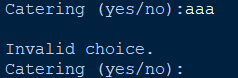 Catering (yes/no):aaa
Invalid choice.
Catering (yes/no):